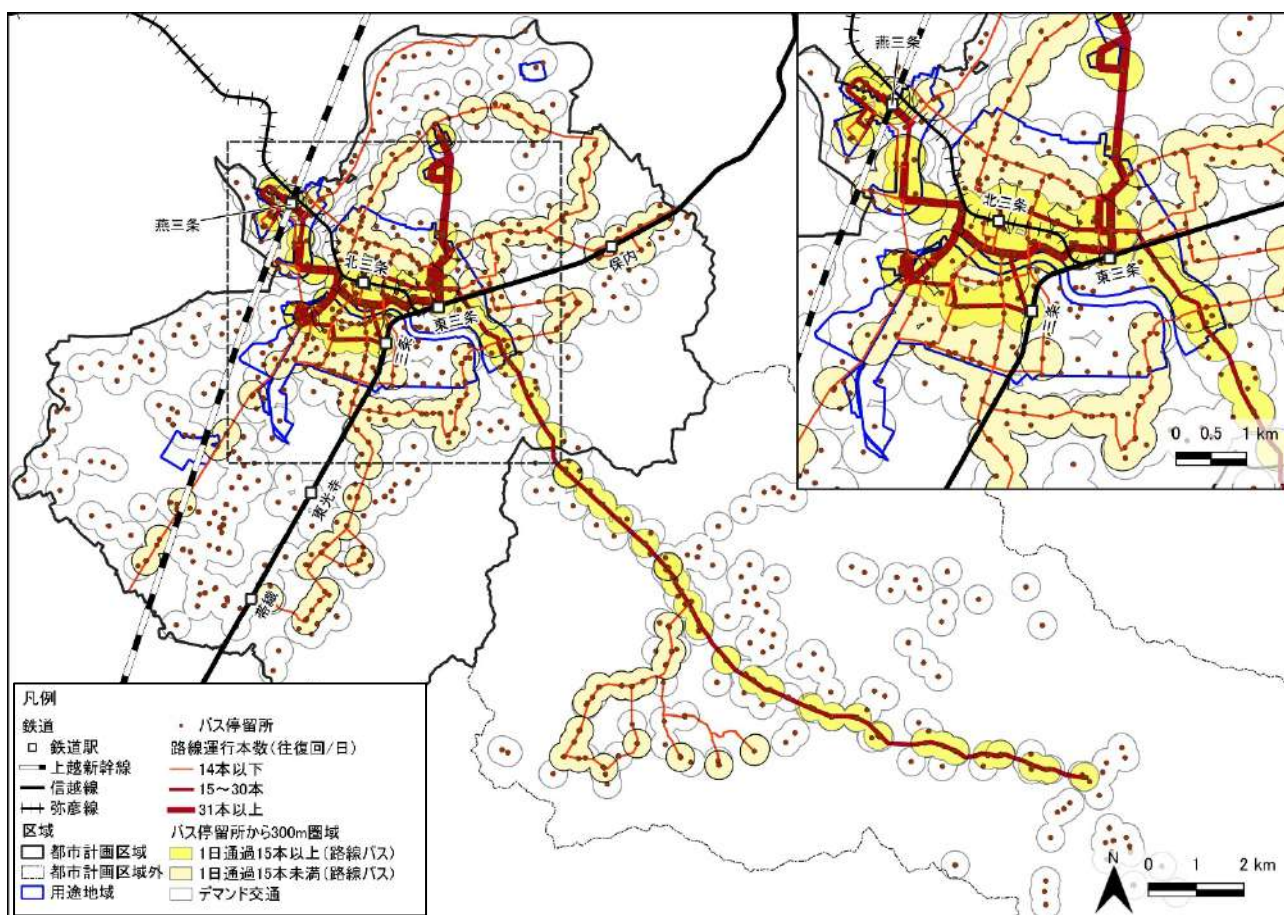 燕三条
北三条
東三条
三条
保内
東光寺
帯織
燕三条
北三条
東三条
三条
0 0.5 1 km
凡例
鉄道
鉄道駅
上越新幹線
信越線
弥彦線
区域
都市計画区域
都市計画区域外
用途地域
バス停留所
路線運行本数(往復回/日)
14本以下
15~30本
31本以上
バス停留所から300m圏域
1日通過15本以上(路線バス)
1日通過15本未満(路線バス)
デマンド交通
N
0 1 2 km